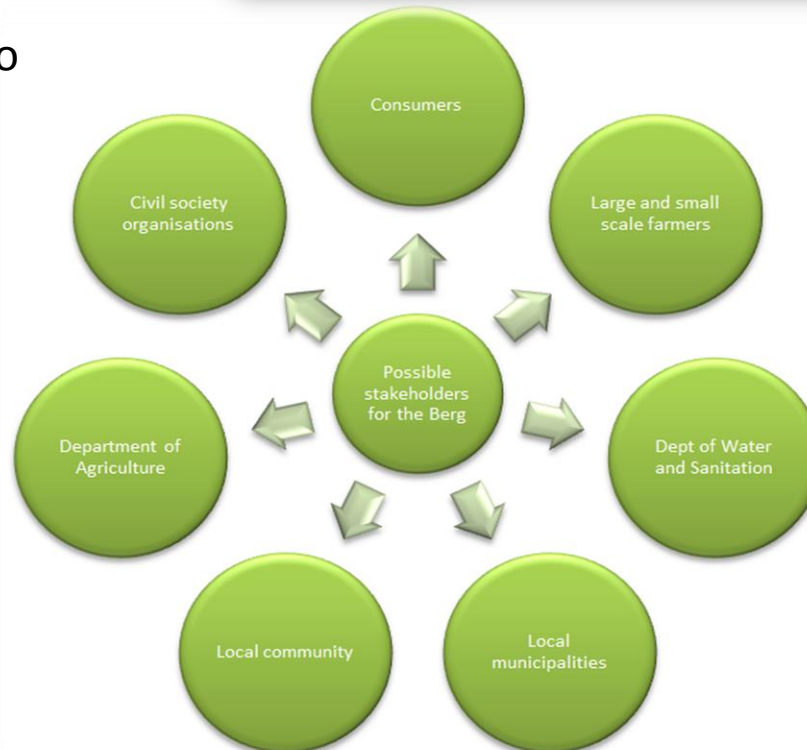 o
Consumers
Civil society
organisations
Large and small
scale farmers
Possible
stakeholders
for the Berg
Department of
Agriculture
Dept of Water
and Sanitation
Local community
Local
municipalities